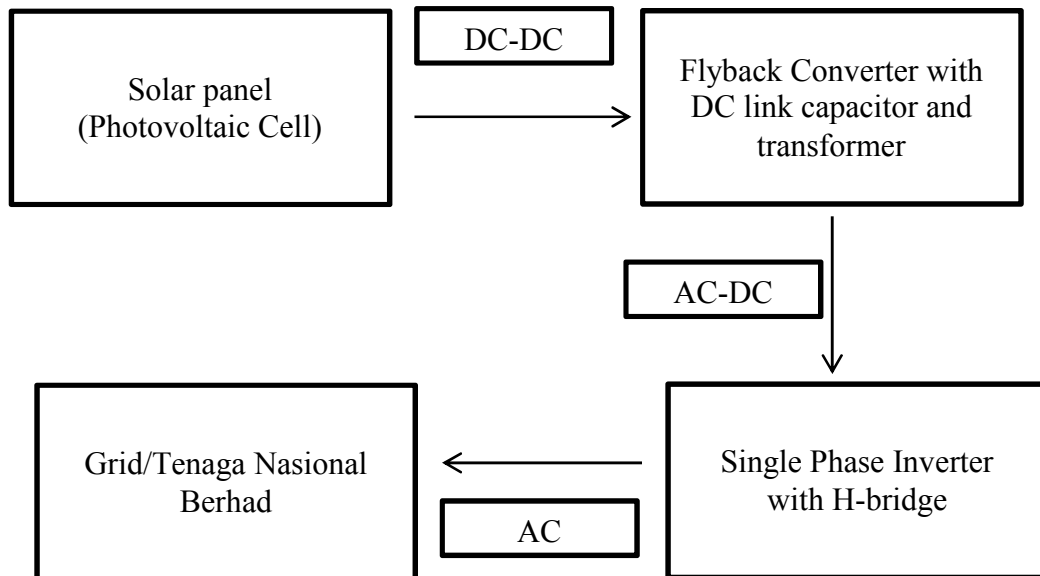 DC-DC
Solar panel
(Photovoltaic Cell)
Flyback Converter with
DC link capacitor and
transformer
AC-DC
Grid/Tenaga Nasional
Berhad
AC
Single Phase Inverter
with H-bridge